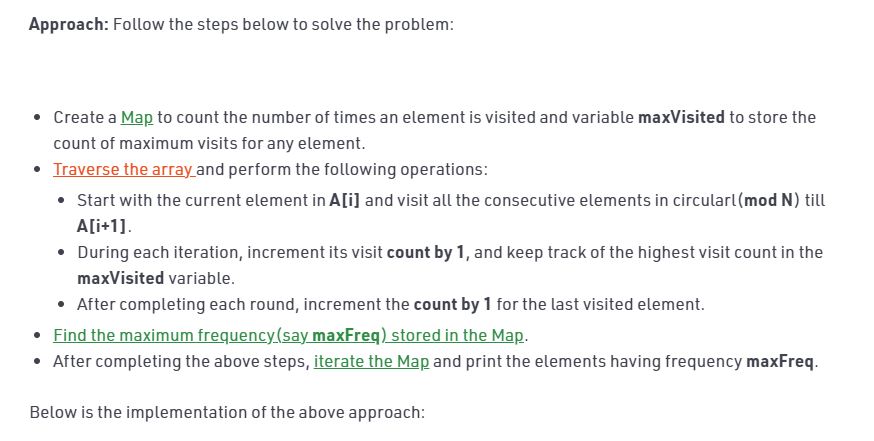 Approach: Follow the steps below to solve the problem:
Create a Map to count the number of times an element is visited and variable maxVisited to store the
count of maximum visits for any element.
Traverse the array and perform the following operations:
Start with the current element in A[i] and visit all the consecutive elements in circularl(mod N) till
A[i+1].
During each iteration, increment its visit count by 1, and keep track of the highest visit count in the
maxVisited variable.
After completing each round, increment the count by 1 for the last visited element.
Find the maximum frequency(say maxFreq) stored in the Map.
After completing the above steps, iterate the Map and print the elements having frequency maxFreq.
Below is the implementation of the above approach: